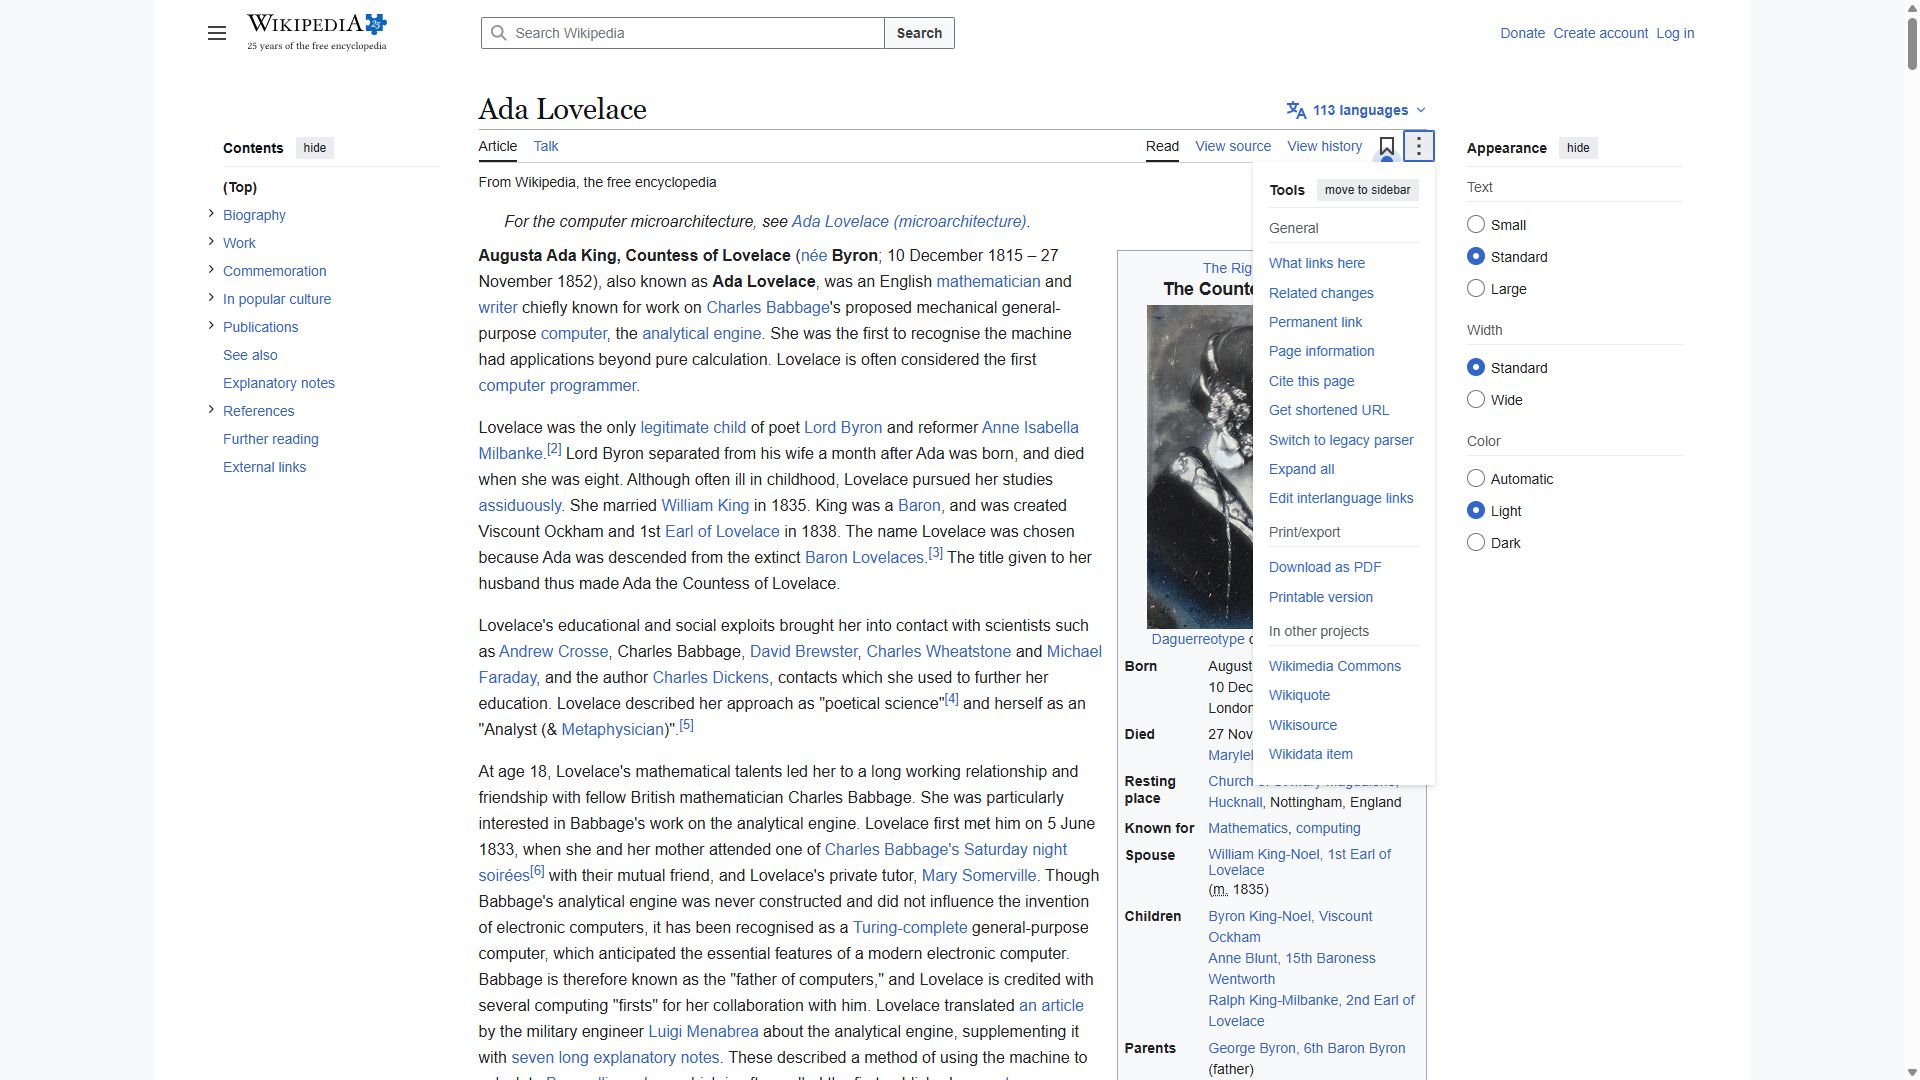 WIKIPEDIA 25
25 years of the free encyclopedia
Search Wikipedia
Search
Donate Create account Log in
Contents hide
(Top)
Biography
Work
Commemoration
In popular culture
Publications
See also
Explanatory notes
References
Further reading
External links
Ada Lovelace
113 languages
Article Talk
Read View source View history
From Wikipedia, the free encyclopedia
For the computer microarchitecture, see Ada Lovelace (microarchitecture).
Augusta Ada King, Countess of Lovelace (née Byron; 10 December 1815 – 27
November 1852), also known as Ada Lovelace, was an English mathematician and
writer chiefly known for work on Charles Babbage's proposed mechanical general-
purpose computer, the analytical engine. She was the first to recognise the machine
had applications beyond pure calculation. Lovelace is often considered the first
computer programmer.
Lovelace was the only legitimate child of poet Lord Byron and reformer Anne Isabella
Milbanke.[2] Lord Byron separated from his wife a month after Ada was born, and died
when she was eight. Although often ill in childhood, Lovelace pursued her studies
assiduously. She married William King in 1835. King was a Baron, and was created
Viscount Ockham and 1st Earl of Lovelace in 1838. The name Lovelace was chosen
because Ada was descended from the extinct Baron Lovelaces.[3] The title given to her
husband thus made Ada the Countess of Lovelace.
Lovelace's educational and social exploits brought her into contact with scientists such
as Andrew Crosse, Charles Babbage, David Brewster, Charles Wheatstone and Michael
Faraday, and the author Charles Dickens, contacts which she used to further her
education. Lovelace described her approach as "poetical science"[4] and herself as an
"Analyst (& Metaphysician)".[5]
At age 18, Lovelace's mathematical talents led her to a long working relationship and
friendship with fellow British mathematician Charles Babbage. She was particularly
interested in Babbage's work on the analytical engine. Lovelace first met him on 5 June
1833, when she and her mother attended one of Charles Babbage's Saturday night
soirées[6] with their mutual friend, and Lovelace's private tutor, Mary Somerville. Though
Babbage's analytical engine was never constructed and did not influence the invention
of electronic computers, it has been recognised as a Turing-complete general-purpose
computer, which anticipated the essential features of a modern electronic computer.
Babbage is therefore known as the "father of computers," and Lovelace is credited with
several computing "firsts" for her collaboration with him. Lovelace translated an article
by the military engineer Luigi Menabrea about the analytical engine, supplementing it
with seven long explanatory notes. These described a method of using the machine to
The Rig
The Count
Daguerreotype
Born August
10 Dec
London
Died 27 Nov
Maryle
Resting place Church
Hucknall, Nottingham, England
Known for Mathematics, computing
Spouse William King-Noel, 1st Earl of
Lovelace
(m. 1835)
Children Byron King-Noel, Viscount
Ockham
Anne Blunt, 15th Baroness
Wentworth
Ralph King-Milbanke, 2nd Earl of
Lovelace
Parents George Byron, 6th Baron Byron
(father)
Tools move to sidebar
General
What links here
Related changes
Permanent link
Page information
Cite this page
Get shortened URL
Switch to legacy parser
Expand all
Edit interlanguage links
Print/export
Download as PDF
Printable version
In other projects
Wikimedia Commons
Wikiquote
Wikisource
Wikidata item
Appearance hide
Text
Small
Standard
Large
Width
Standard
Wide
Color
Automatic
Light
Dark